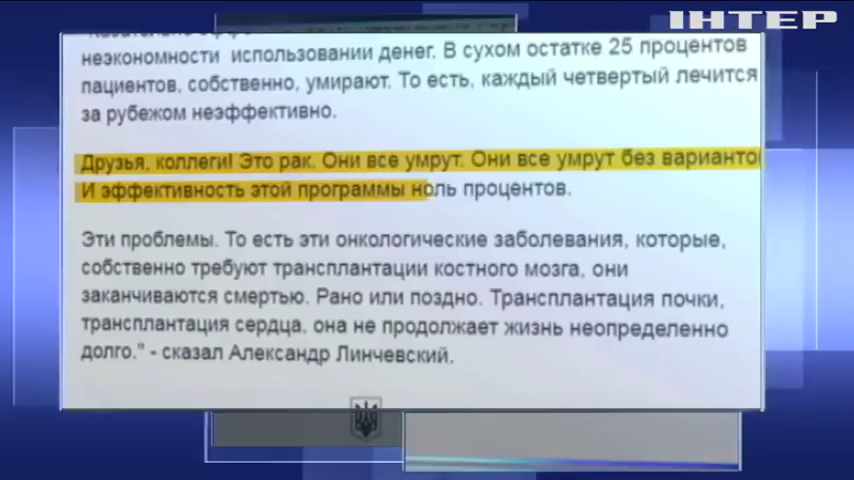 ІНТЕР
неэкономности использовании денег. В сухом остатке 25 процентов
пациентов, собственно, умирают. То есть, каждый четвертый лечится
за рубежом неэффективно.
Друзья, коллеги! Это рак. Они все умрут. Они все умрут без варианто
И эффективность этой программы ноль процентов.
Эти проблемы. То есть эти онкологические заболевания, которые,
собственно требуют трансплантации костного мозга, они
заканчиваются смертью. Рано или поздно. Трансплантация почки,
трансплантация сердца, она не продолжает жизнь неопределенно
долго." - сказал Александр Линчевский.